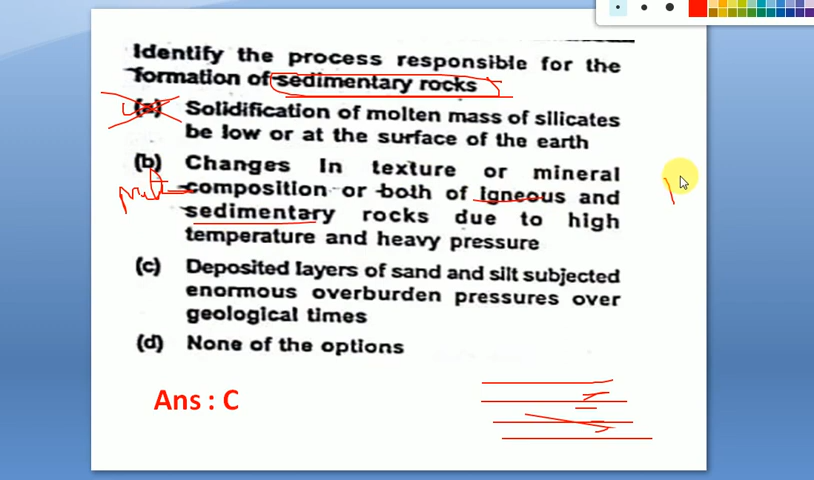 Identify the process responsible for the
formation of sedimentary rocks
(a) Solidification of molten mass of silicates
be low or at the surface of the earth
(b) Changes In texture or mineral
composition or both of igneous and
sedimentary rocks due to high
temperature and heavy pressure
(c) Deposited layers of sand and silt subjected
enormous overburden pressures over
geological times
(d) None of the options
Ans : C